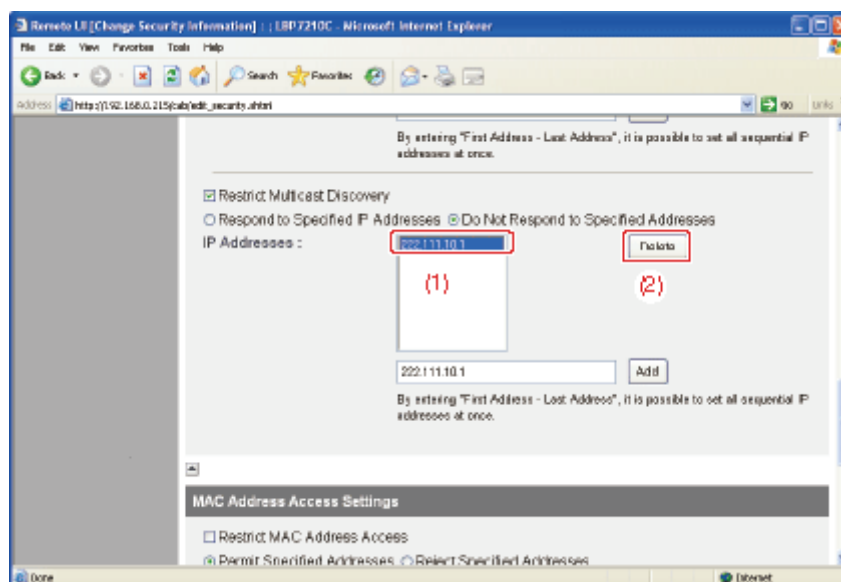 Remote UI [Change Security Information] : ; LBP7210C - Microsoft Internet Explorer
File Edit View Favorites Tools Help
Back Search Favorites
Address http://192.168.0.215/cab/edit_security.shtml Go Links
By entering "First Address - Last Address", it is possible to set all sequential IP
addresses at once.
Restrict Multicast Discovery
Respond to Specified IP Addresses Do Not Respond to Specified Addresses
IP Addresses : 222.111.10.1 Delete
(1) (2)
222.111.10.1 Add
By entering "First Address - Last Address", it is possible to set all sequential IP
addresses at once.
MAC Address Access Settings
Restrict MAC Address Access
Permit Specified Addresses Reject Specified Addresses
Done Internet